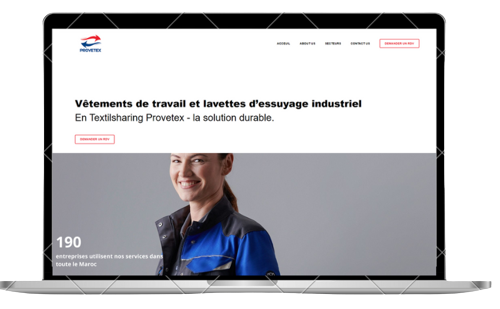 PROVETEX
ACCEUIL ABOUT US SECTEURS CONTACT US DEMANDER UN RDV
Vêtements de travail et lavettes d'essuyage industriel
En Textilsharing Provetex - la solution durable.
DEMANDER UN RDV
190
entreprises utilisent nos services dans
toute le Maroc